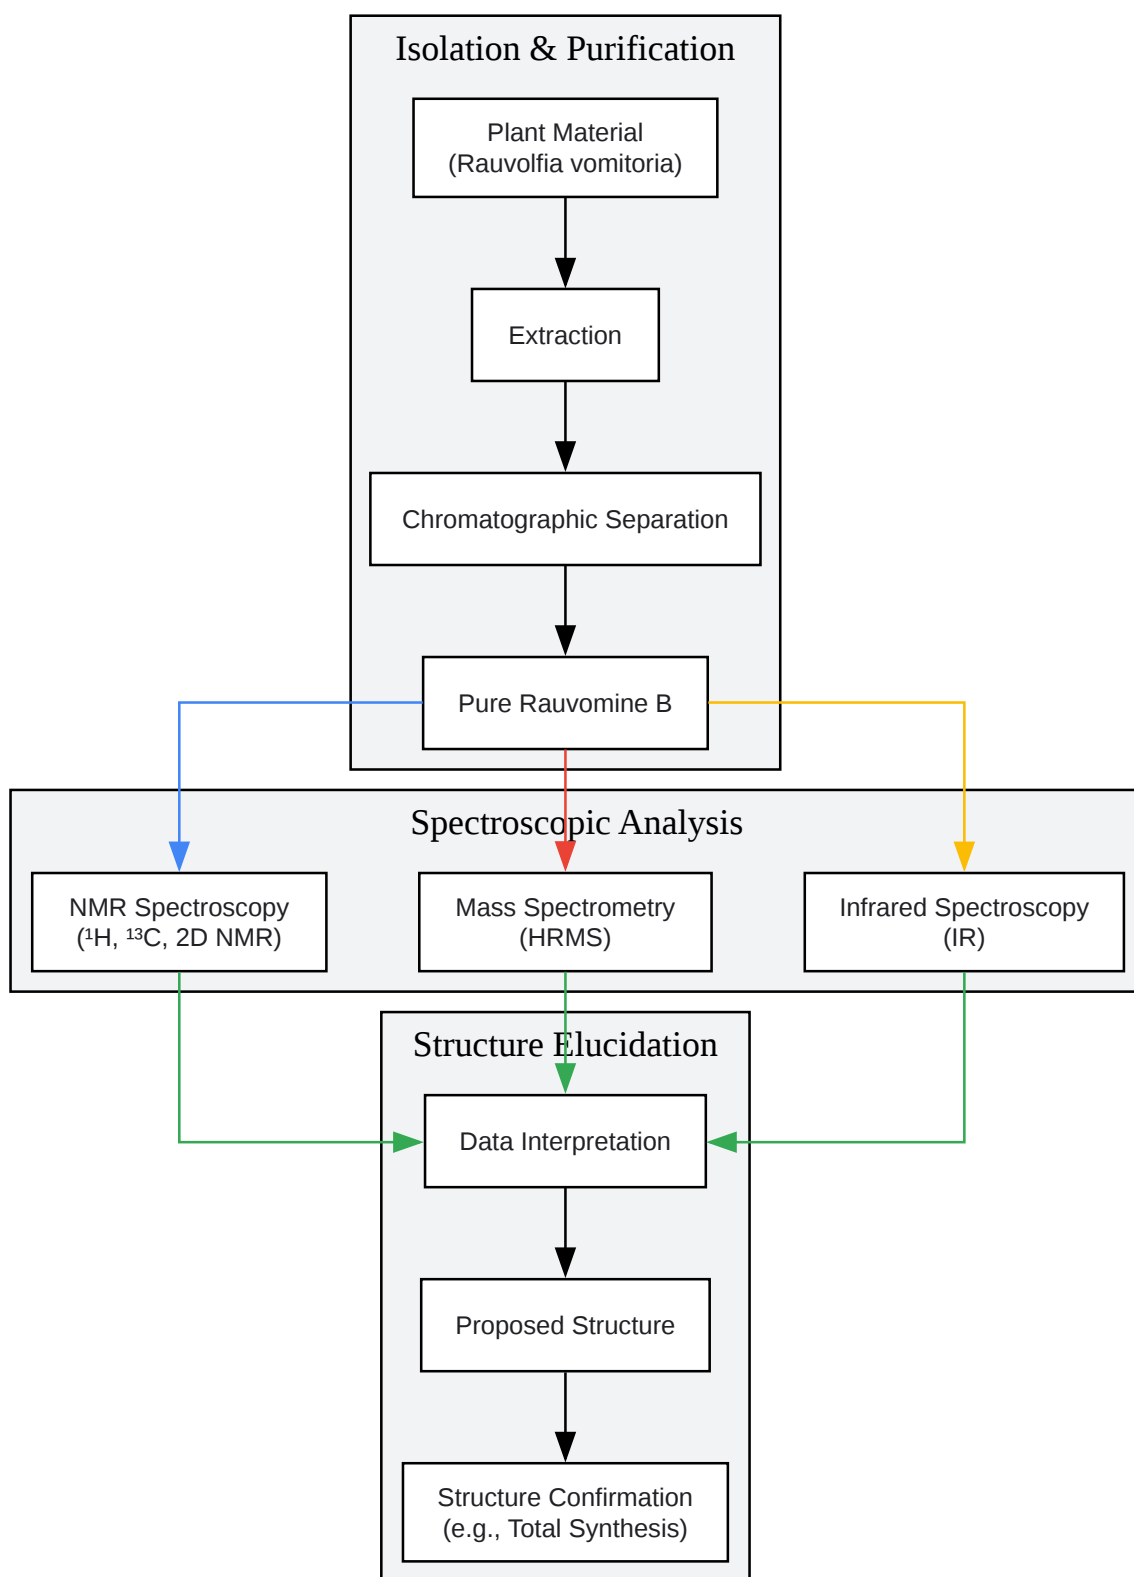 Isolation & Purification
Plant Material
(Rauvolfia vomitoria)
Extraction
Chromatographic Separation
Pure Rauvomine B
Spectroscopic Analysis
NMR Spectroscopy
(¹H, ¹³C, 2D NMR)
Mass Spectrometry
(HRMS)
Infrared Spectroscopy
(IR)
Structure Elucidation
Data Interpretation
Proposed Structure
Structure Confirmation
(e.g., Total Synthesis)